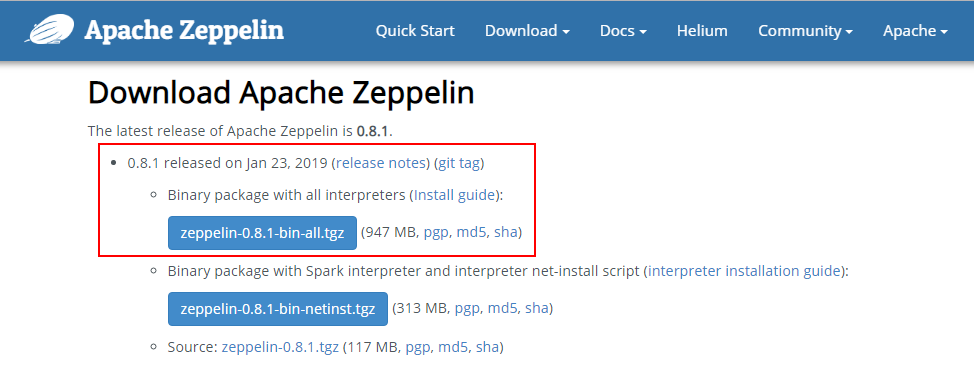 Apache Zeppelin Quick Start Download Docs Helium Community Apache
Download Apache Zeppelin
The latest release of Apache Zeppelin is 0.8.1.
0.8.1 released on Jan 23, 2019 (release notes) (git tag)
Binary package with all interpreters (Install guide):
zeppelin-0.8.1-bin-all.tgz (947 MB, pgp, md5, sha)
Binary package with Spark interpreter and interpreter net-install script (interpreter installation guide):
zeppelin-0.8.1-bin-netinst.tgz (313 MB, pgp, md5, sha)
Source: zeppelin-0.8.1.tgz (117 MB, pgp, md5, sha)